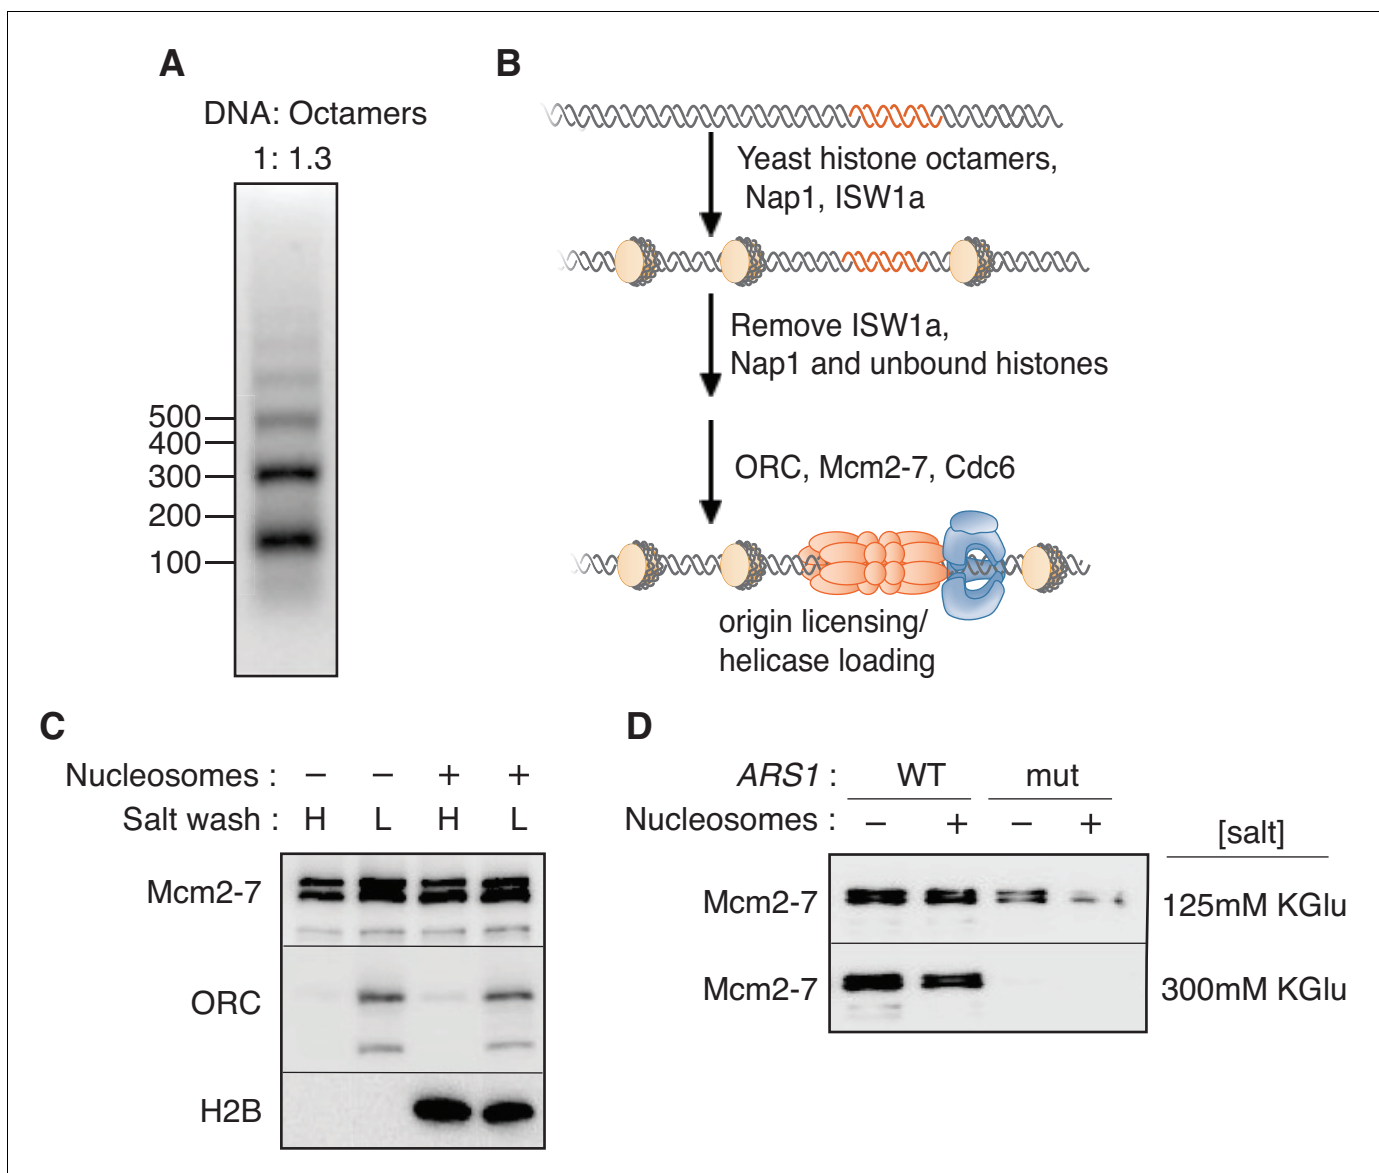 A
DNA: Octamers
1: 1.3
500
400
300
200
100
B
Yeast histone octamers,
Nap1, ISW1a
Remove ISW1a,
Nap1 and unbound histones
ORC, Mcm2-7, Cdc6
origin licensing/
helicase loading
C
Nucleosomes : − − + +
Salt wash : H L H L
Mcm2-7
ORC
H2B
D
ARS1 : WT mut
Nucleosomes : − + − +
[salt]
Mcm2-7 125mM KGlu
Mcm2-7 300mM KGlu